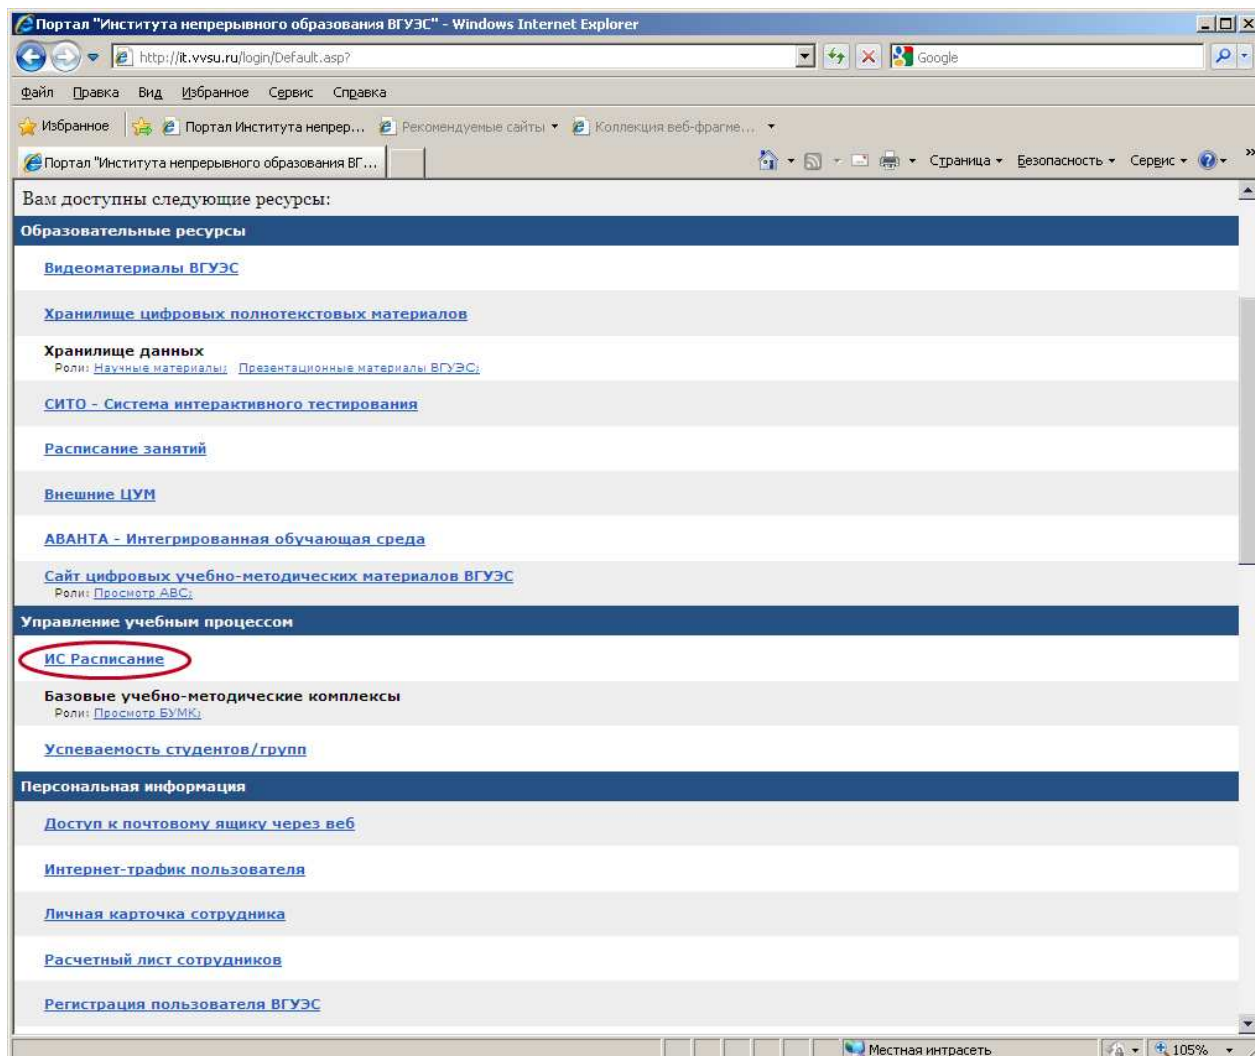 Портал "Института непрерывного образования ВГУЭС" - Windows Internet Explorer
http://it.vvsu.ru/login/Default.asp?
Google
Файл Правка Вид Избранное Сервис Справка
Избранное Портал Института непрер... Рекомендуемые сайты Коллекция веб-фрагме...
Портал "Института непрерывного образования ВГ... Страница Безопасность Сервис »
Вам доступны следующие ресурсы:
Образовательные ресурсы
Видеоматериалы ВГУЭС
Хранилище цифровых полнотекстовых материалов
Хранилище данных
Роли: Научные материалы; Презентационные материалы ВГУЭС;
СИТО - Система интерактивного тестирования
Расписание занятий
Внешние ЦУМ
АВАНТА - Интегрированная обучающая среда
Сайт цифровых учебно-методических материалов ВГУЭС
Роли: Просмотр АВС;
Управление учебным процессом
ИС Расписание
Базовые учебно-методические комплексы
Роли: Просмотр БУМК;
Успеваемость студентов/групп
Персональная информация
Доступ к почтовому ящику через веб
Интернет-трафик пользователя
Личная карточка сотрудника
Расчетный лист сотрудников
Регистрация пользователя ВГУЭС
Местная интрасеть 105%